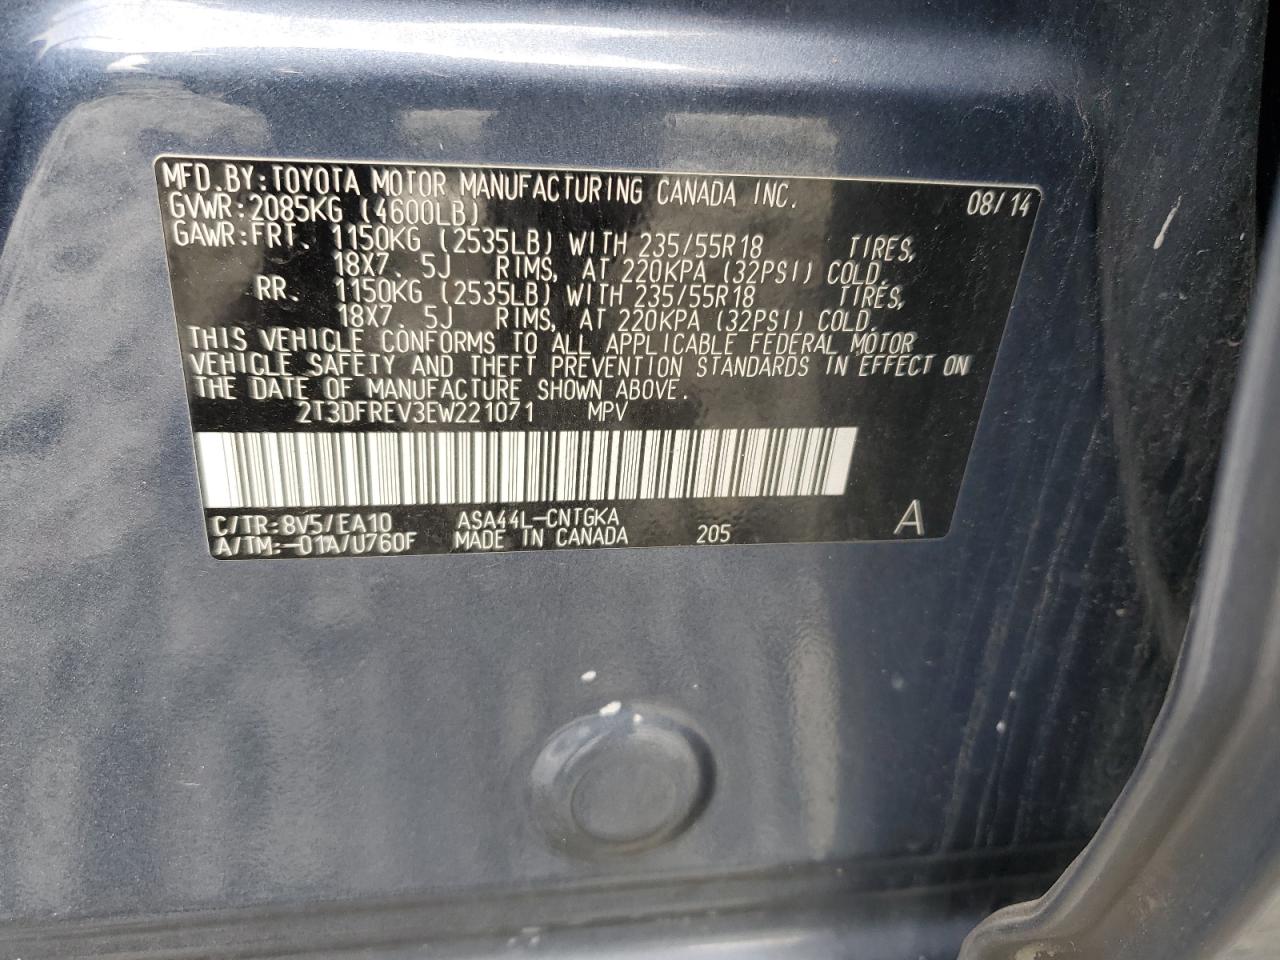 MFD.BY:TOYOTA MOTOR MANUFACTURING CANADA INC. 08/14
GVWR:2085KG (4600LB)
GAWR:FRT. 1150KG (2535LB) WITH 235/55R18 TIRES,
18X7.5J RIMS, AT 220KPA (32PSI) COLD.
RR. 1150KG (2535LB) WITH 235/55R18 TIRES,
18X7.5J RIMS, AT 220KPA (32PSI) COLD.
THIS VEHICLE CONFORMS TO ALL APPLICABLE FEDERAL MOTOR
VEHICLE SAFETY AND THEFT PREVENTION STANDARDS IN EFFECT ON
THE DATE OF MANUFACTURE SHOWN ABOVE.
2T3DFREV3EW221071 MPV
C/TR:8V5/EA10 ASA44L-CNTGKA A
A/TM:-01A/U760F MADE IN CANADA 205